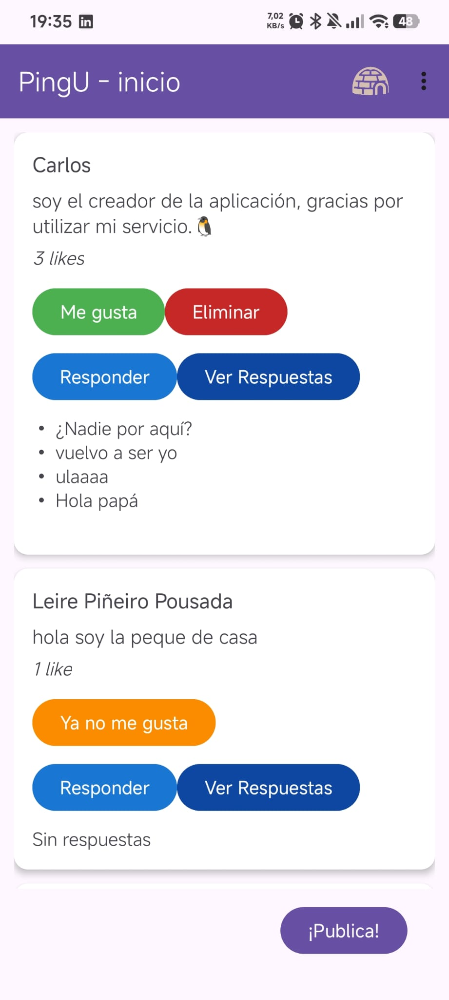 19:35 in 7,02 KB/s 48
PingU - inicio
Carlos
soy el creador de la aplicación, gracias por
utilizar mi servicio.🐧
3 likes
Me gusta Eliminar
Responder Ver Respuestas
• ¿Nadie por aquí?
• vuelvo a ser yo
• ulaaaa
• Hola papá
Leire Piñeiro Pousada
hola soy la peque de casa
1 like
Ya no me gusta
Responder Ver Respuestas
Sin respuestas
¡Publica!